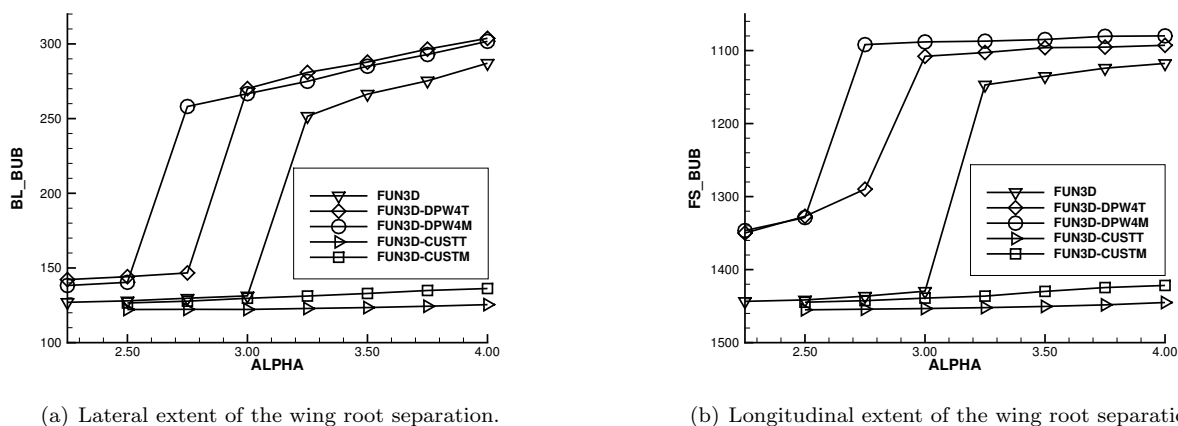 BL_BUB
300
250
200
150
100
2.50
3.00
3.50
4.00
ALPHA
FUN3D
FUN3D-DPW4T
FUN3D-DPW4M
FUN3D-CUSTT
FUN3D-CUSTM
(a) Lateral extent of the wing root separation.
FS_BUB
1100
1200
1300
1400
1500
2.50
3.00
3.50
4.00
ALPHA
FUN3D
FUN3D-DPW4T
FUN3D-DPW4M
FUN3D-CUSTT
FUN3D-CUSTM
(b) Longitudinal extent of the wing root separatio